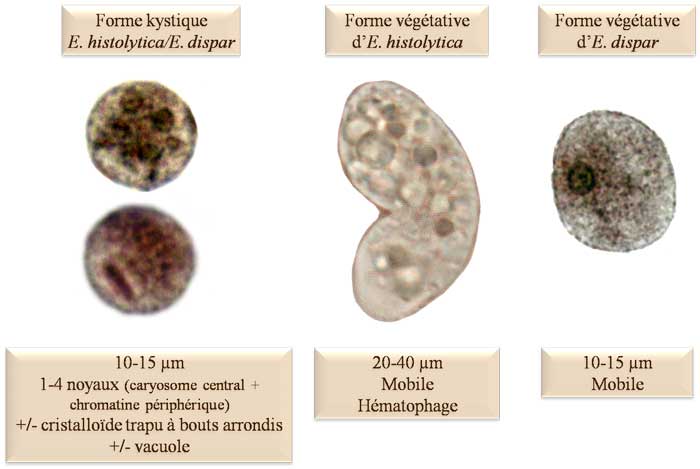 Forme kystique
E. histolytica/E. dispar
Forme végétative
d'E. histolytica
Forme végétative
d'E. dispar
10-15 µm
1-4 noyaux (caryosome central +
chromatine périphérique)
+/- cristalloïde trapu à bouts arrondis
+/- vacuole
20-40 µm
Mobile
Hématophage
10-15 µm
Mobile